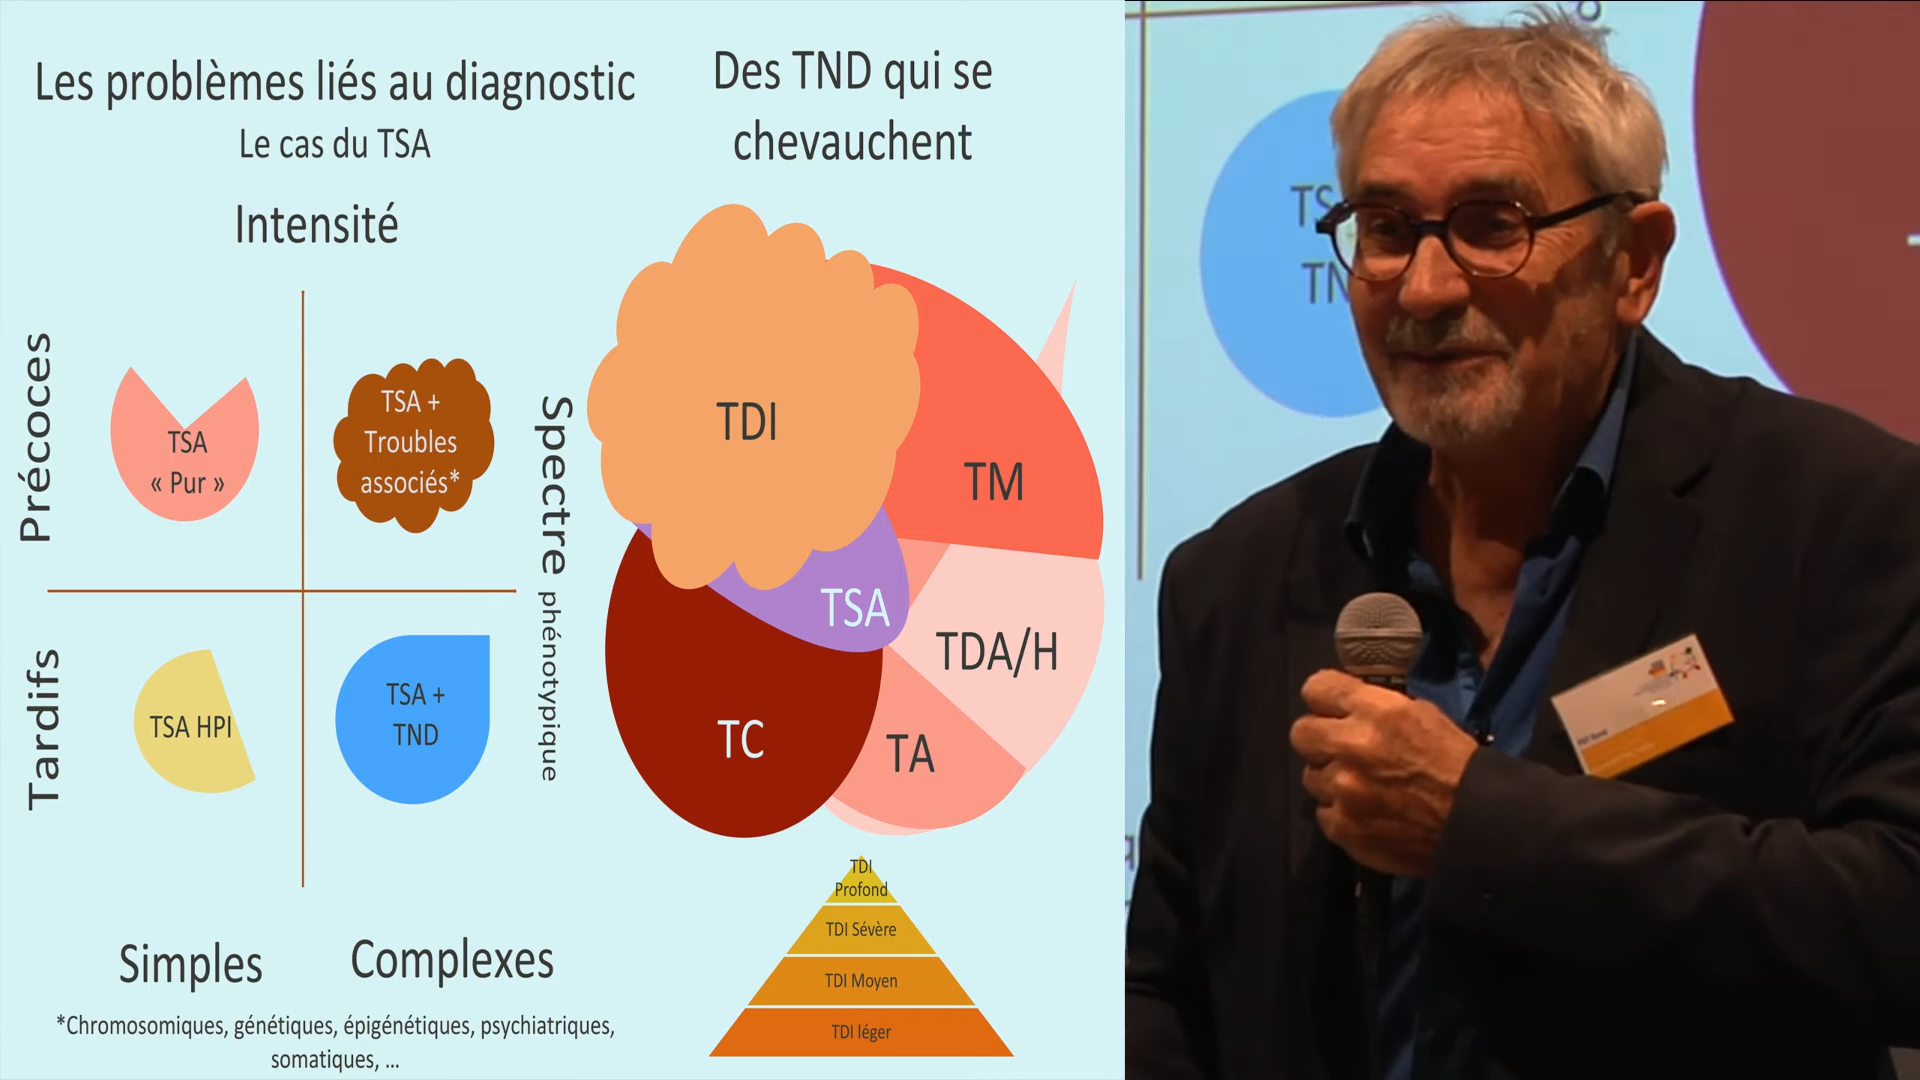 Les problèmes liés au diagnostic
Le cas du TSA
Intensité
Précoces
Tardifs
TSA
« Pur »
TSA +
Troubles
associés*
TSA HPI
TSA +
TND
Spectre phénotypique
Simples
Complexes
*Chromosomiques, génétiques, épigénétiques, psychiatriques,
somatiques, ...
Des TND qui se
chevauchent
TDI
TM
TSA
TDA/H
TC
TA
TDI
Profond
TDI Sévère
TDI Moyen
TDI léger